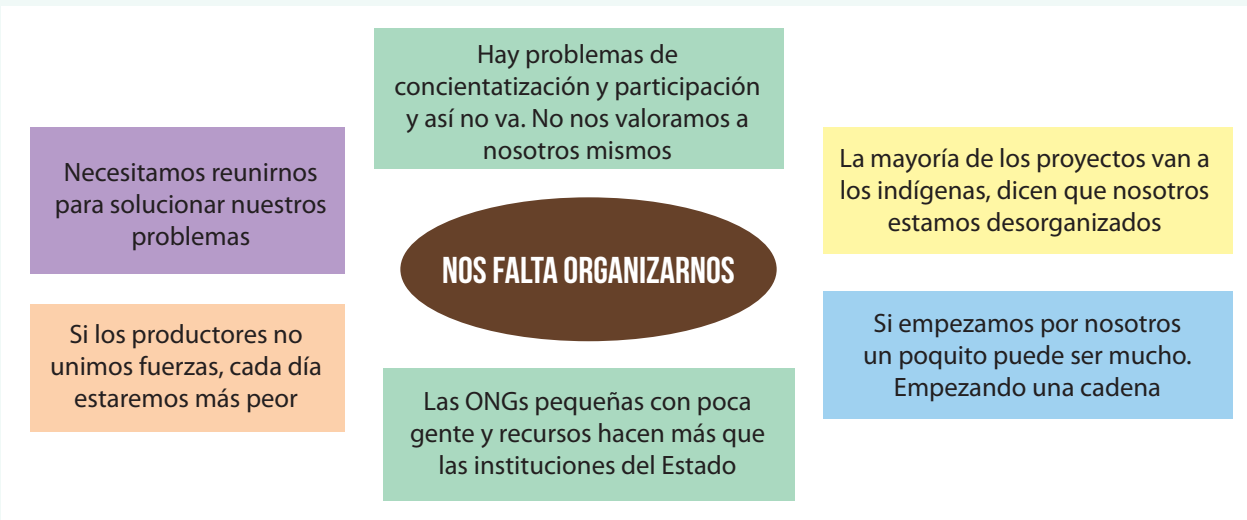 Hay problemas de
concientatización y participación
y así no va. No nos valoramos a
nosotros mismos
Necesitamos reunirnos
para solucionar nuestros
problemas
La mayoría de los proyectos van a
los indígenas, dicen que nosotros
estamos desorganizados
NOS FALTA ORGANIZARNOS
Si los productores no
unimos fuerzas, cada día
estaremos más peor
Si empezamos por nosotros
un poquito puede ser mucho.
Empezando una cadena
Las ONGs pequeñas con poca
gente y recursos hacen más que
las instituciones del Estado